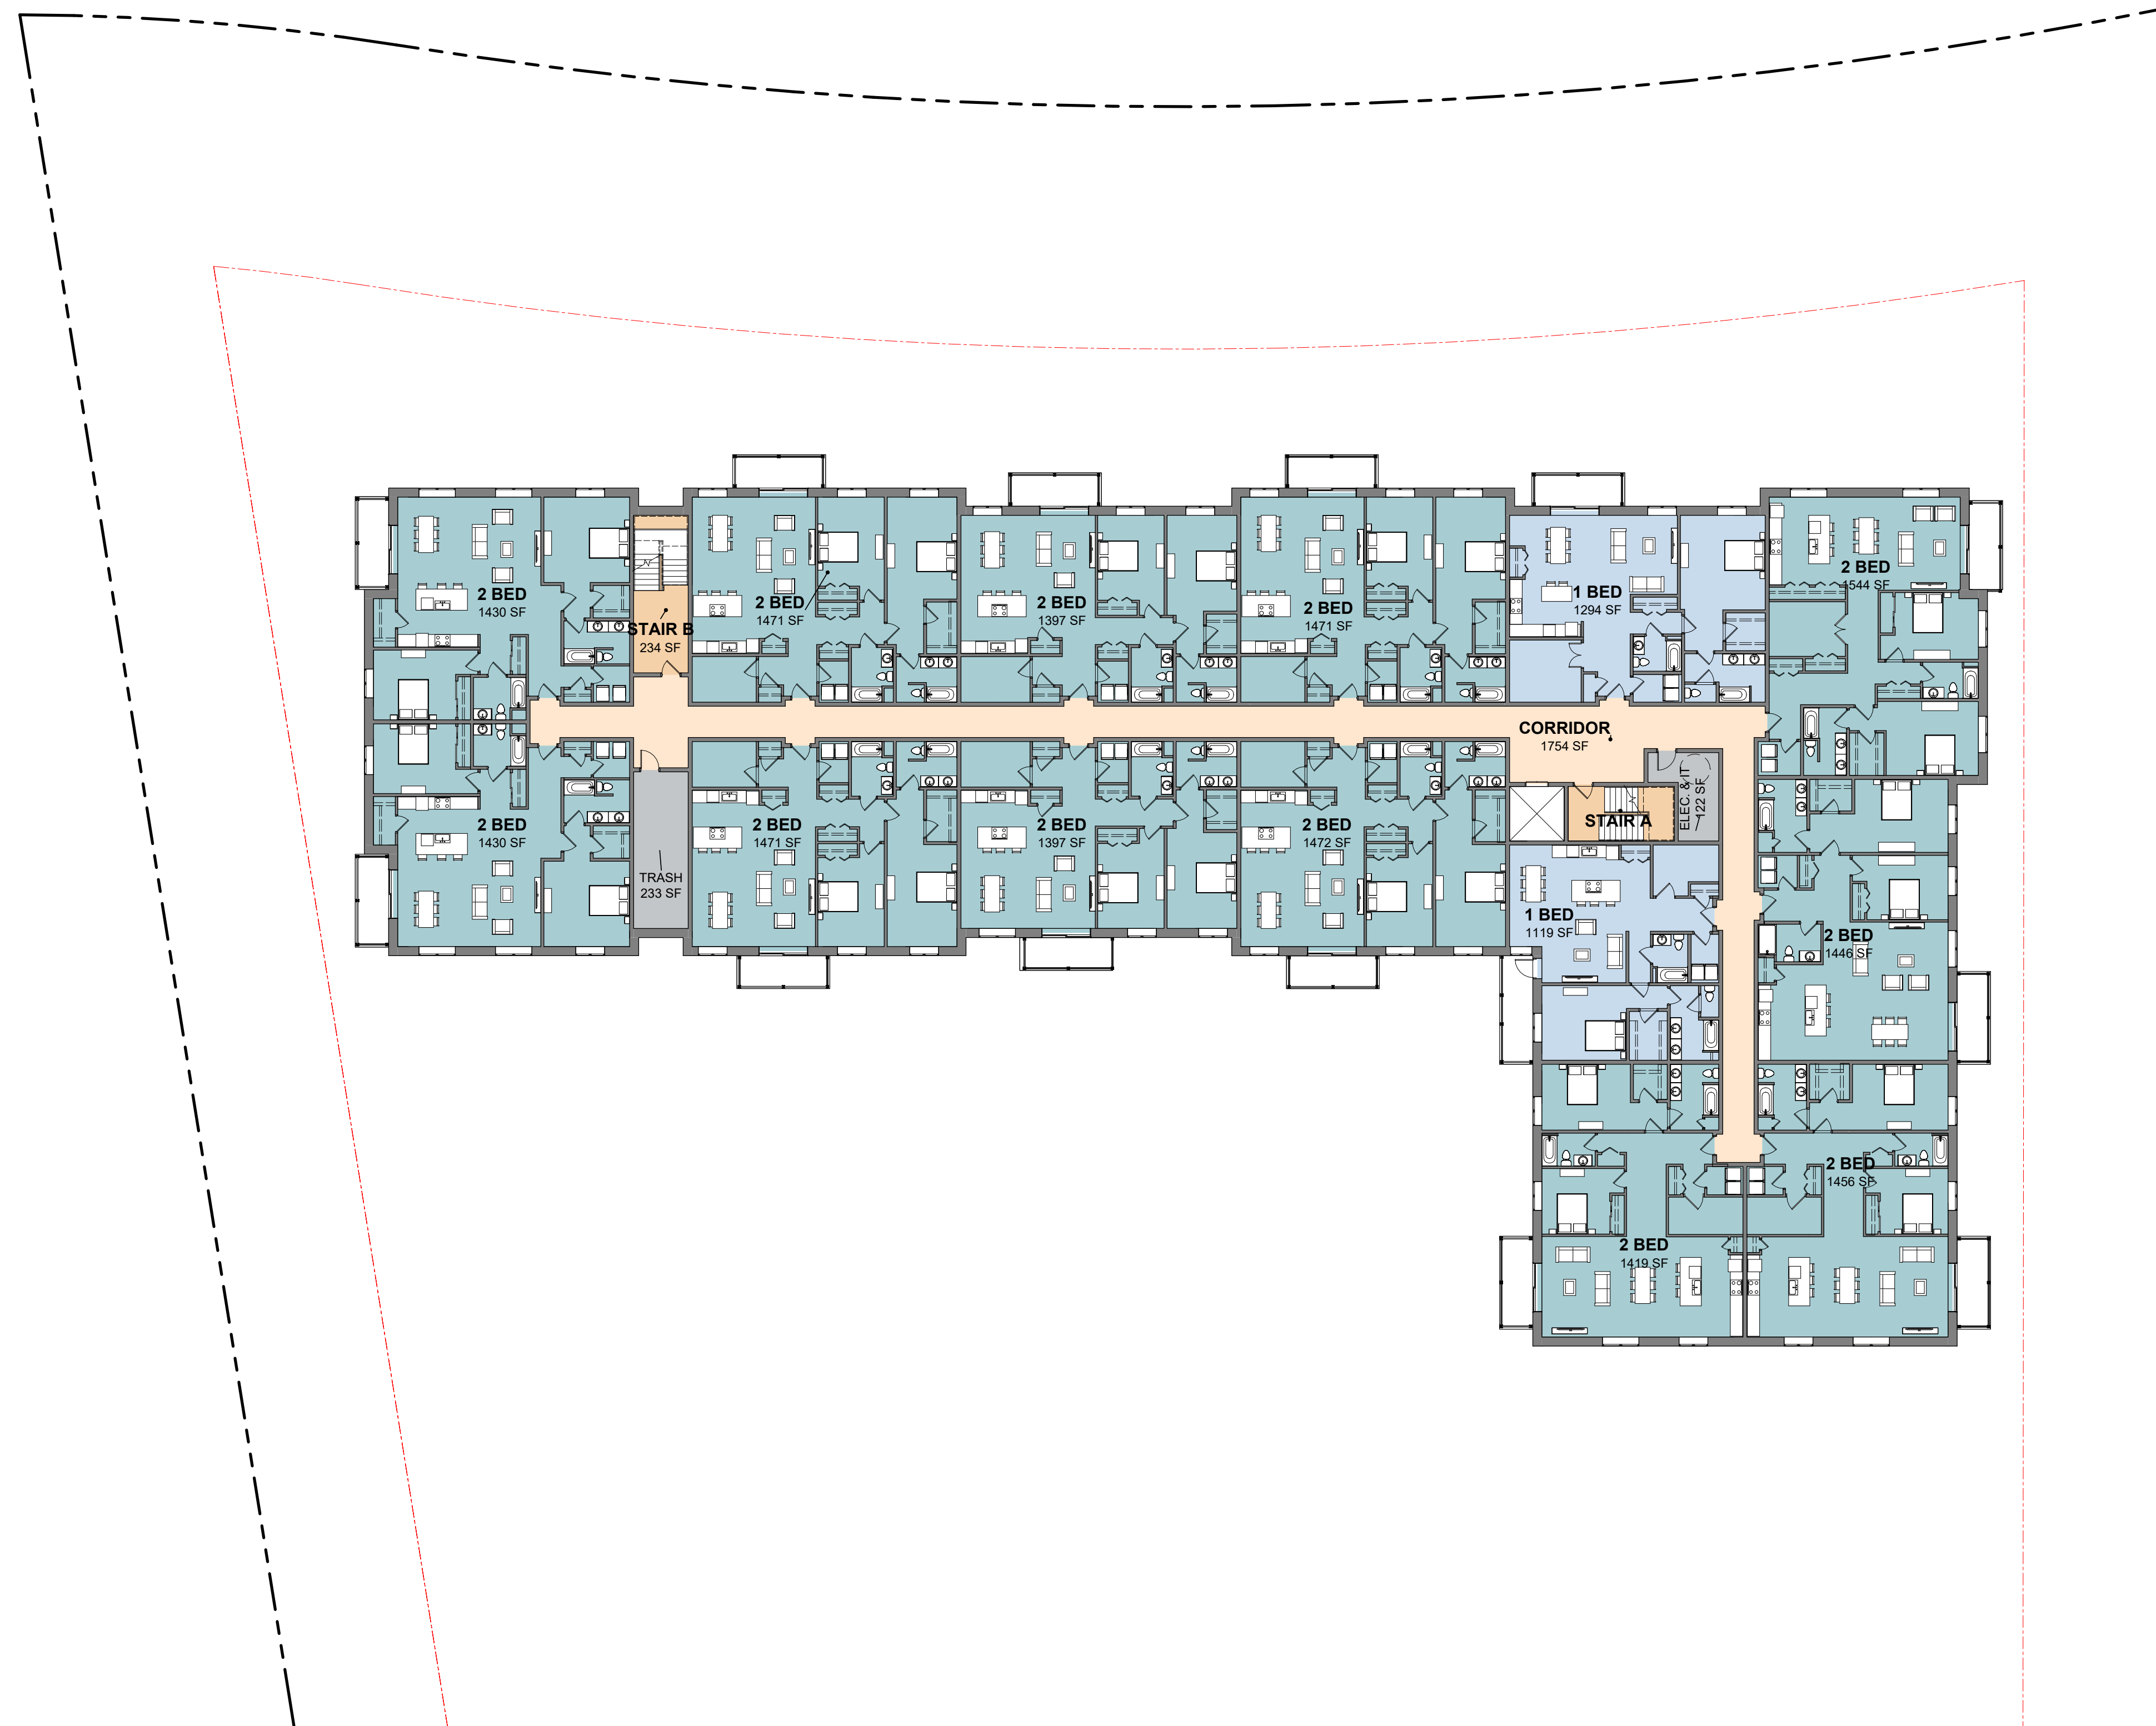 2 BED
1430 SF
STAIR B
234 SF
2 BED
1471 SF
2 BED
1397 SF
2 BED
1471 SF
1 BED
1294 SF
2 BED
1544 SF
CORRIDOR
1754 SF
2 BED
1430 SF
TRASH
233 SF
2 BED
1471 SF
2 BED
1397 SF
2 BED
1472 SF
STAIR A
ELEC. & IT
122 SF
1 BED
1119 SF
2 BED
1446 SF
2 BED
1456 SF
2 BED
1419 SF